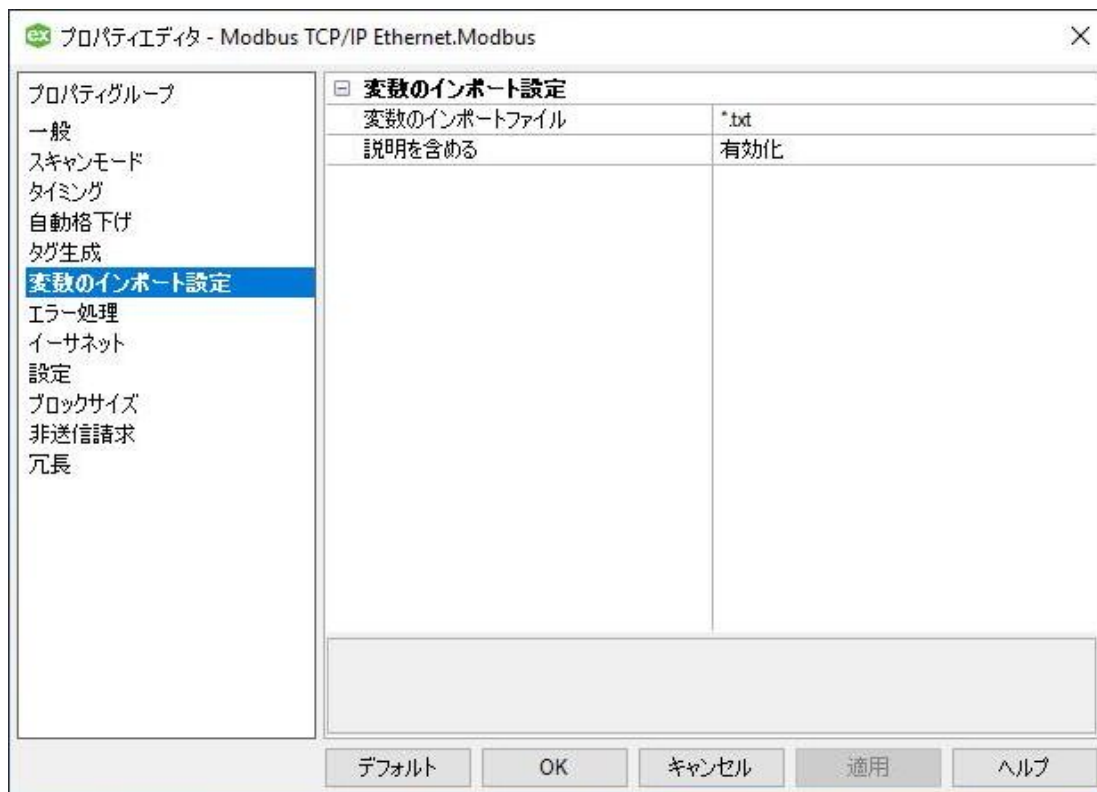 ex プロパティエディタ - Modbus TCP/IP Ethernet.Modbus
プロパティグループ
一般
スキャンモード
タイミング
自動格下げ
タグ生成
変数のインポート設定
エラー処理
イーサネット
設定
ブロックサイズ
非送信請求
冗長
変数のインポート設定
変数のインポートファイル *.txt
説明を含める 有効化
デフォルト OK キャンセル 適用 ヘルプ